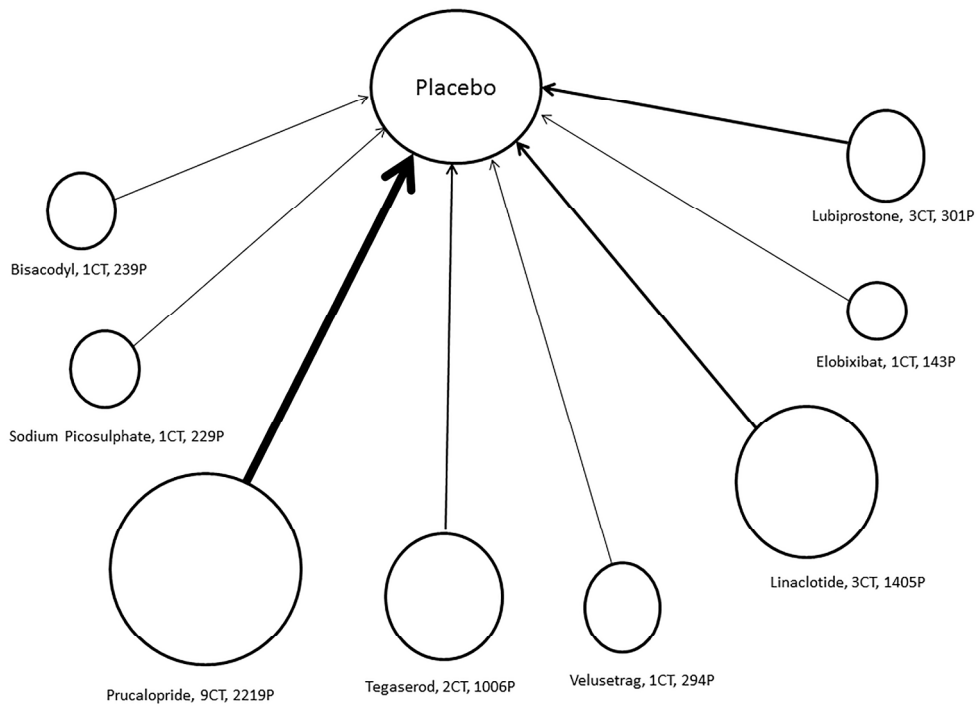 Placebo
Lubiprostone, 3CT, 301P
Bisacodyl, 1CT, 239P
Elobixibat, 1CT, 143P
Sodium Picosulphate, 1CT, 229P
Linaclotide, 3CT, 1405P
Velusetrag, 1CT, 294P
Tegaserod, 2CT, 1006P
Prucalopride, 9CT, 2219P